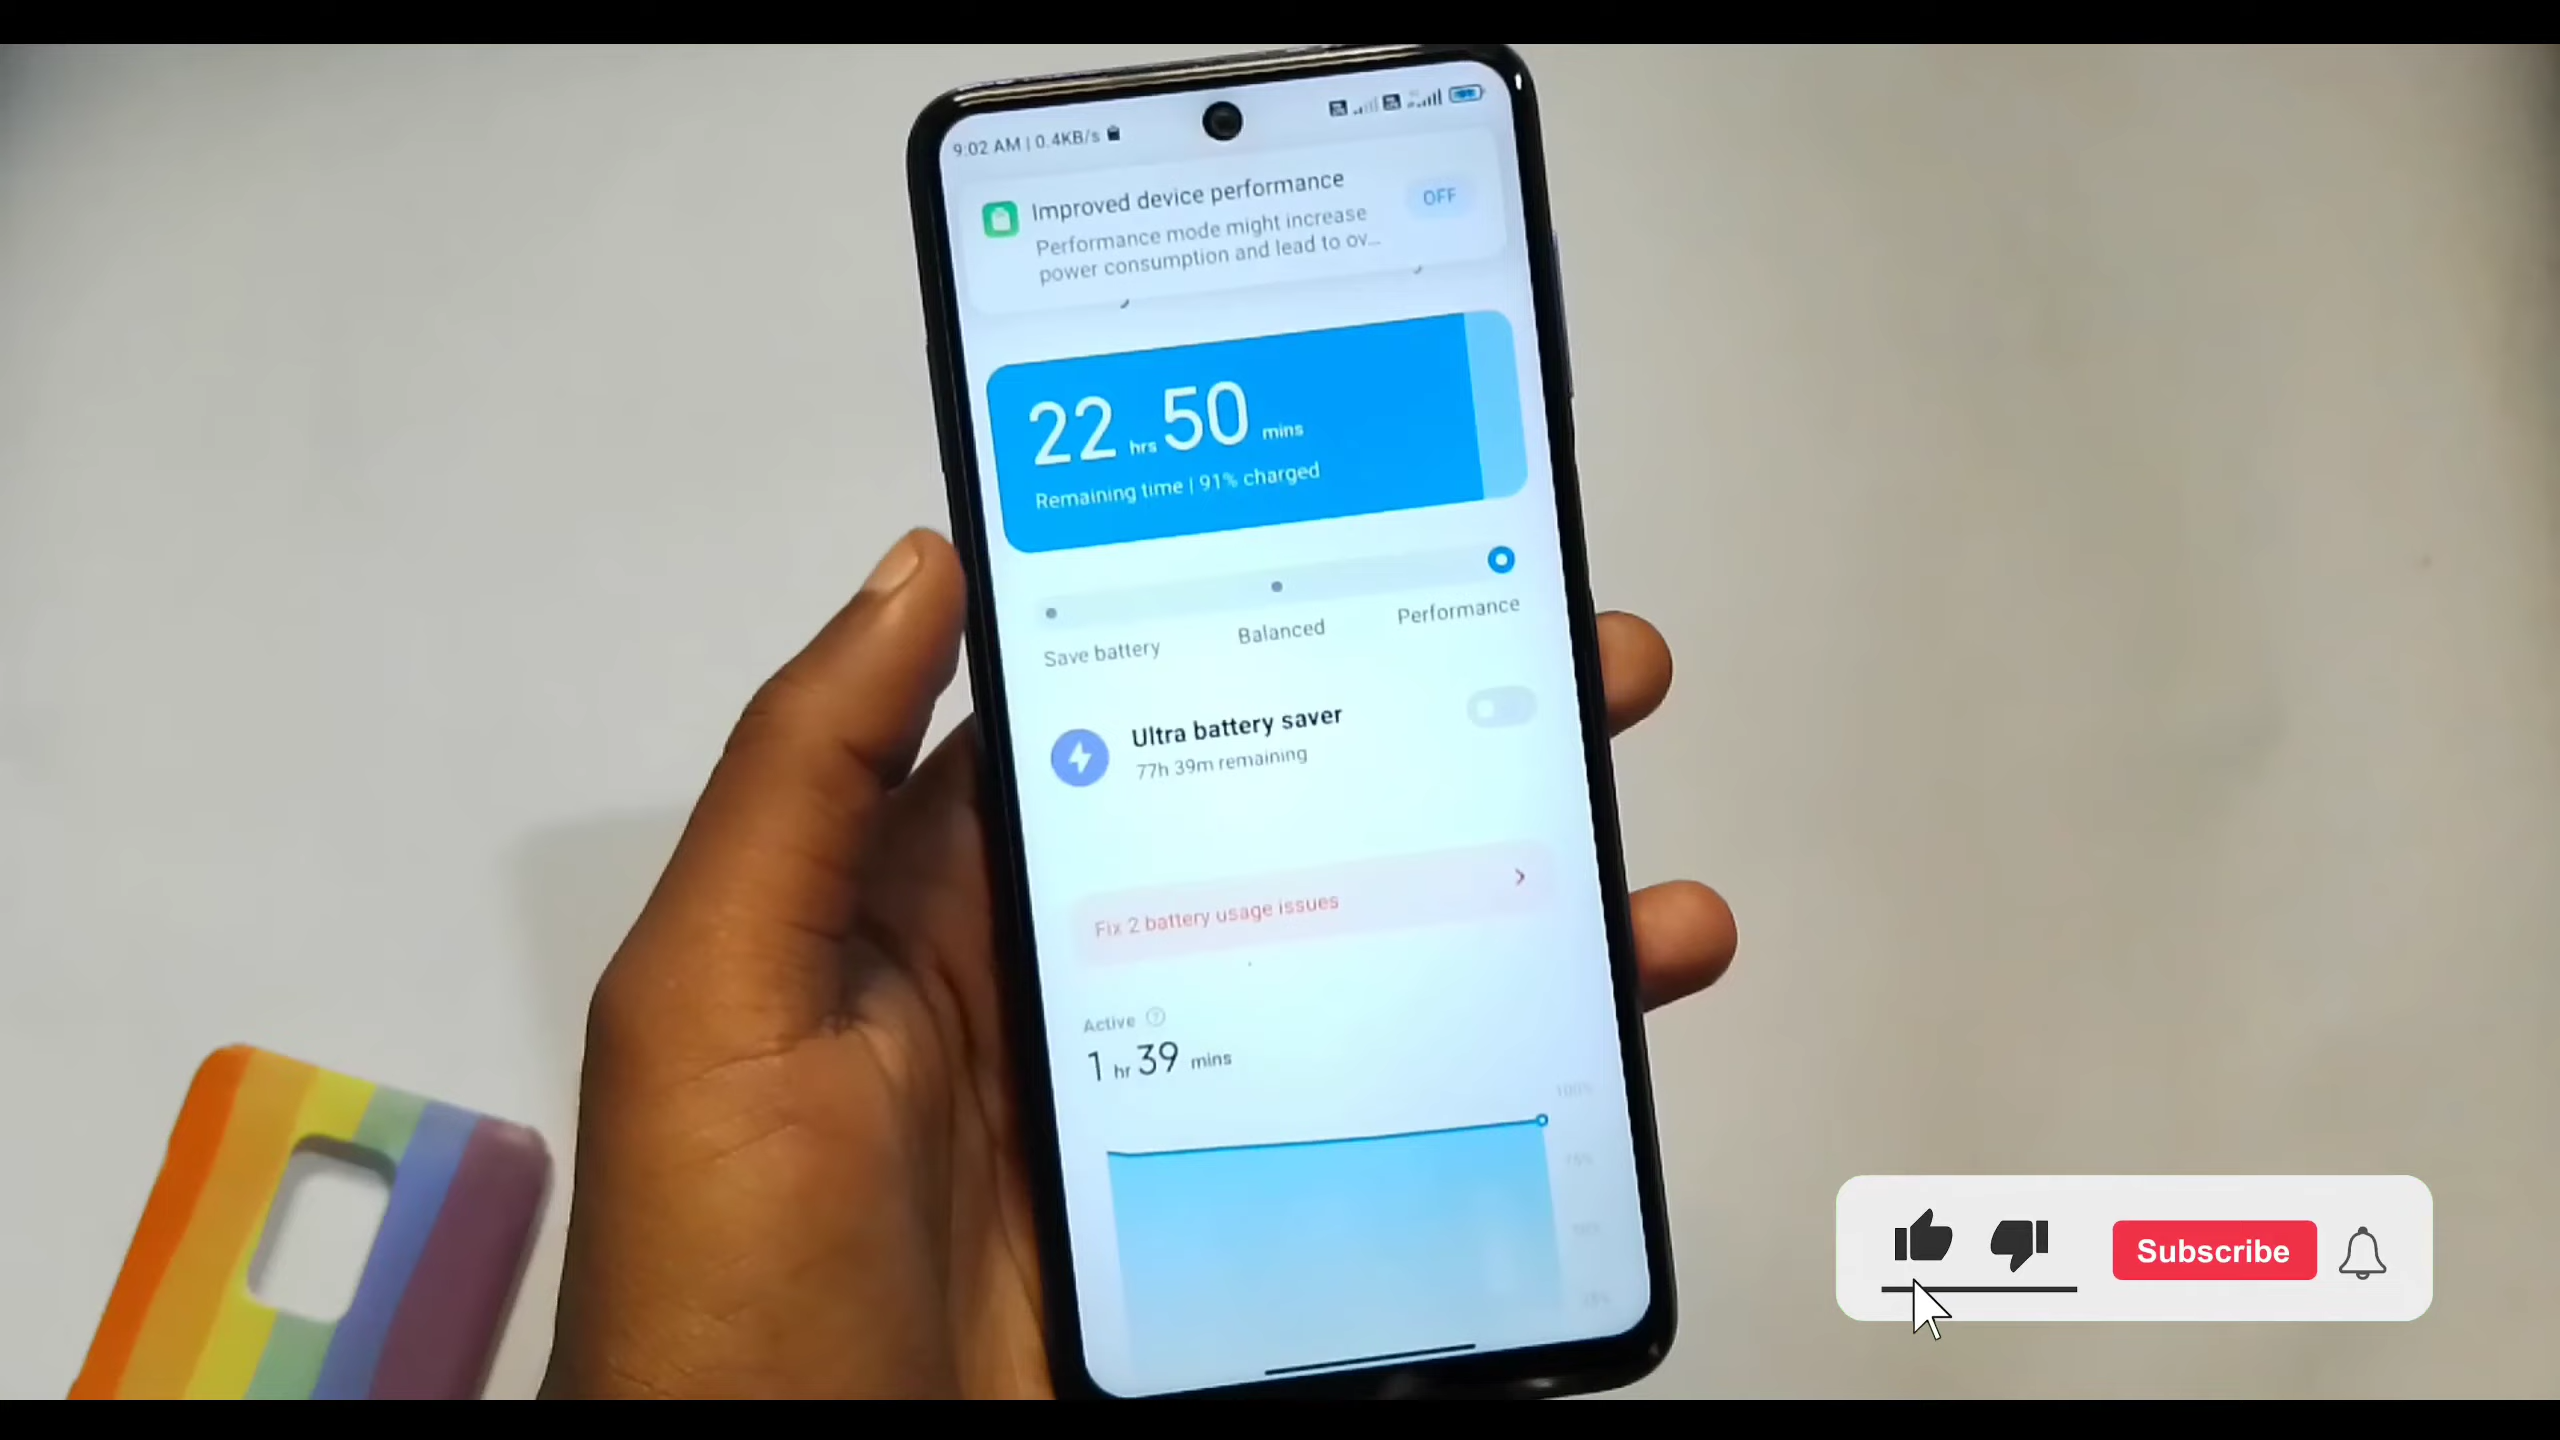 9:02 AM | 0.4KB/s
Improved device performance
Performance mode might increase
power consumption and lead to ov...
OFF
22 hrs 50 mins
Remaining time | 91% charged
Save battery
Balanced
Performance
Ultra battery saver
77h 39m remaining
Fix 2 battery usage issues
Active
1 hr 39 mins
100%
75%
Subscribe